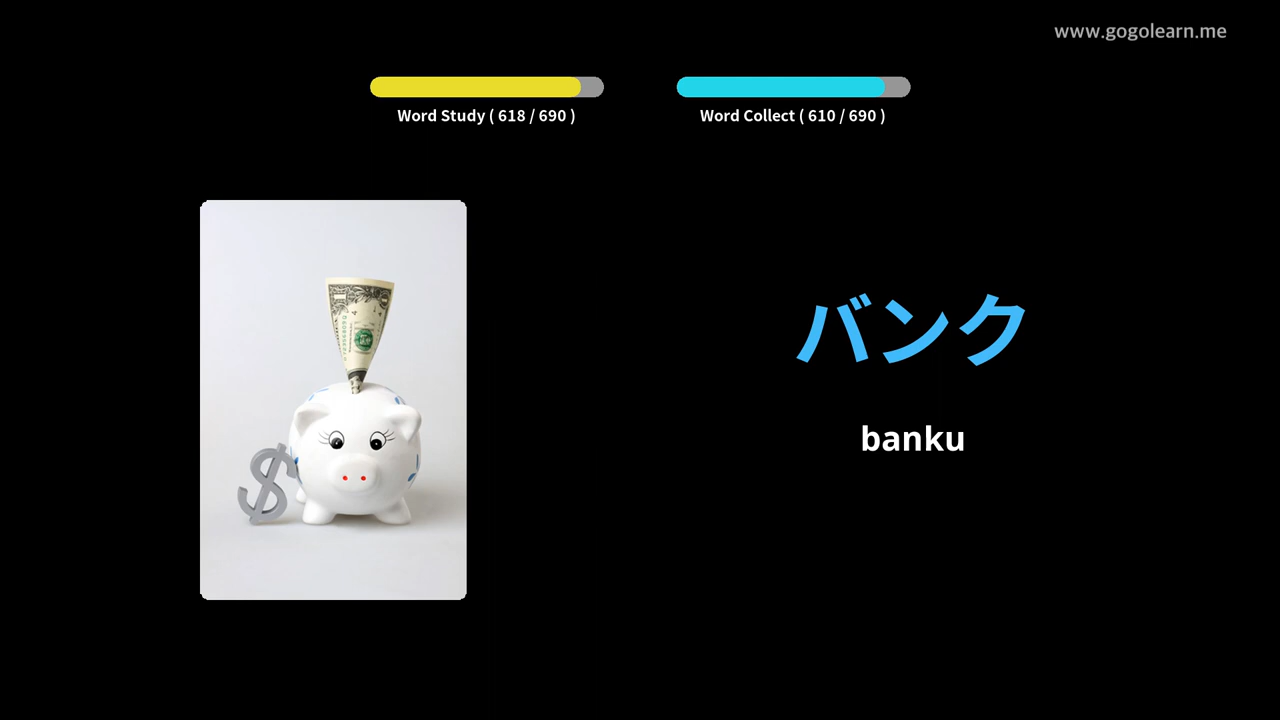 www.gogolearn.me
Word Study ( 618 / 690 )
Word Collect ( 610 / 690 )
バンク
banku
$